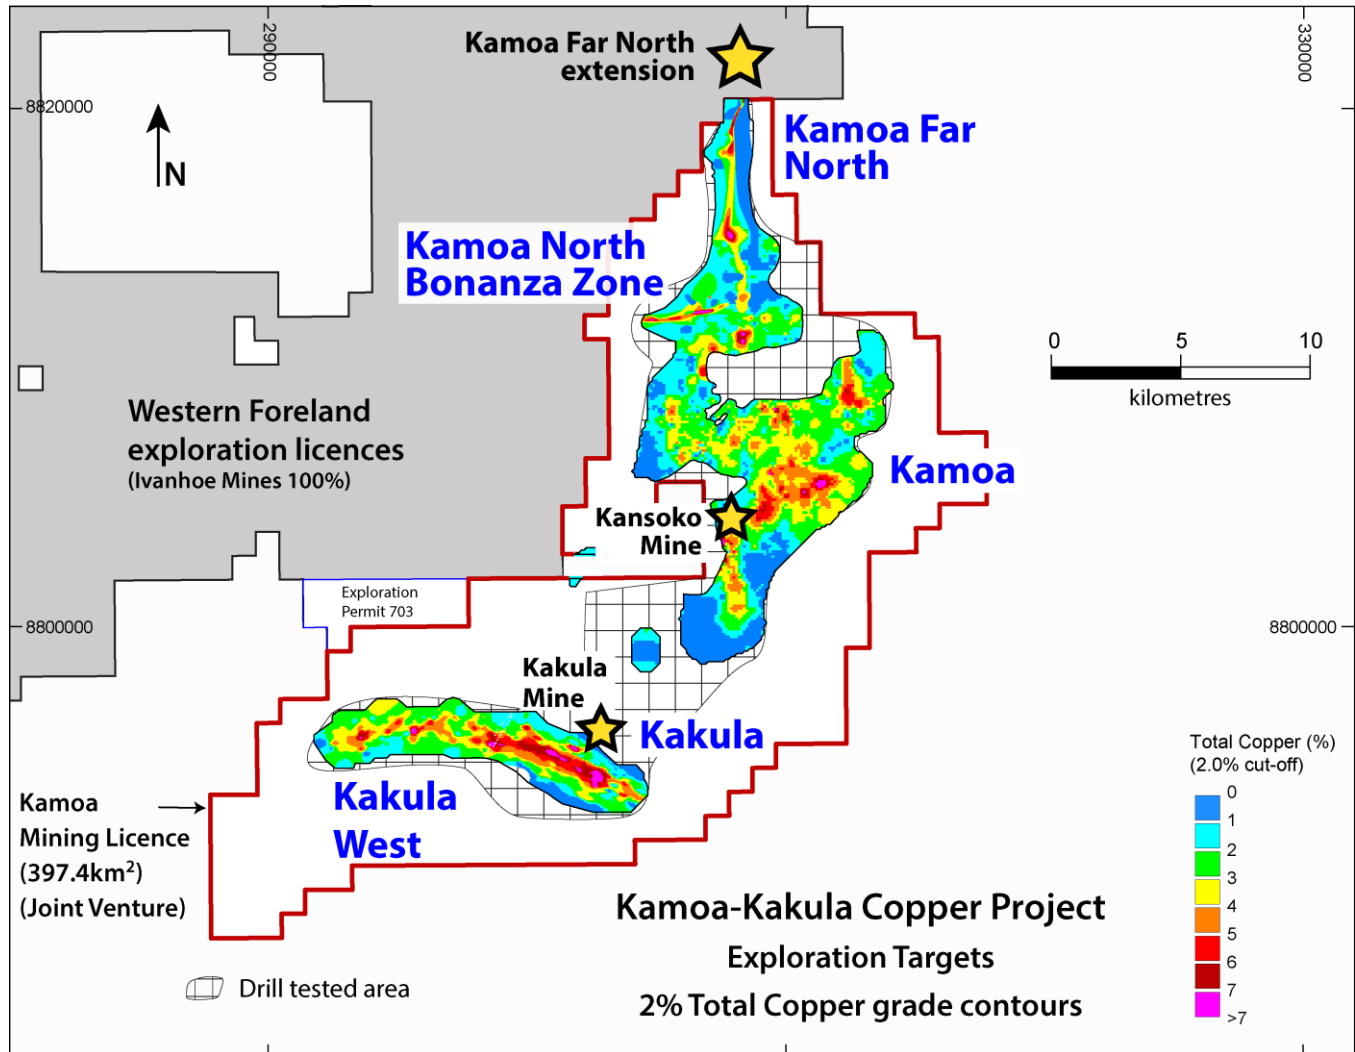 290000
330000
8820000
N
Kamoa Far North
extension
Kamoa Far
North
Kamoa North
Bonanza Zone
0 5 10
kilometres
Western Foreland
exploration licences
(Ivanhoe Mines 100%)
Kamoa
Kansoko
Mine
Exploration
Permit 703
8800000
8800000
Kakula
Mine
Kakula
Kakula
West
Kamoa
Mining Licence
(397.4km²)
(Joint Venture)
Total Copper (%)
(2.0% cut-off)
0
1
2
3
4
5
6
7
>7
Kamoa-Kakula Copper Project
Exploration Targets
2% Total Copper grade contours
Drill tested area